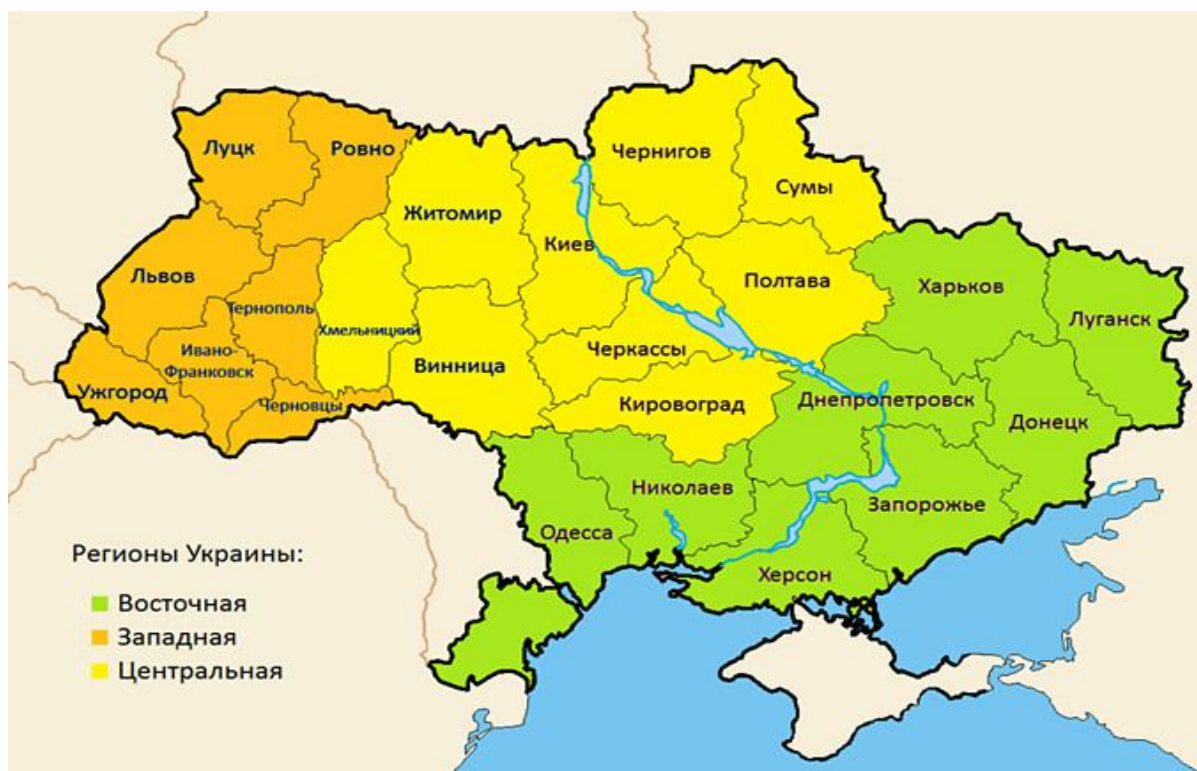 Луцк
Ровно
Чернигов
Сумы
Житомир
Киев
Львов
Тернополь
Хмельницкий
Полтава
Харьков
Луганск
Ивано-
Франковск
Ужгород
Черновцы
Винница
Черкассы
Кировоград
Днепропетровск
Донецк
Николаев
Запорожье
Одесса
Херсон
Регионы Украины:
Восточная
Западная
Центральная